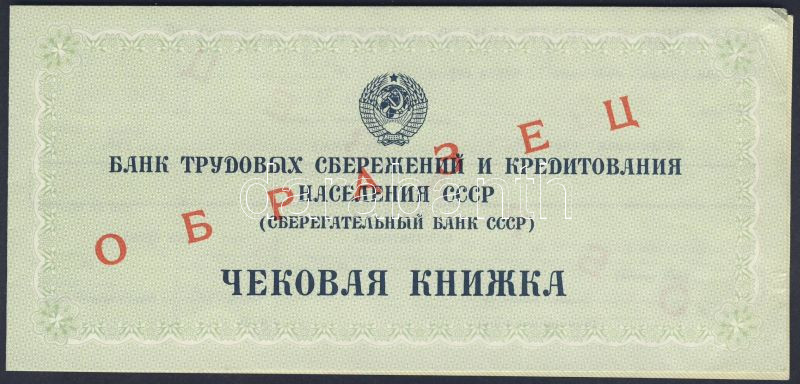 БАНК ТРУДОВЫХ СБЕРЕЖЕНИЙ И КРЕДИТОВАНИЯ
НАСЕЛЕНИЯ СССР
(СБЕРЕГАТЕЛЬНЫЙ БАНК СССР)
ЧЕКОВАЯ КНИЖКА
ОБРАЗЕЦ